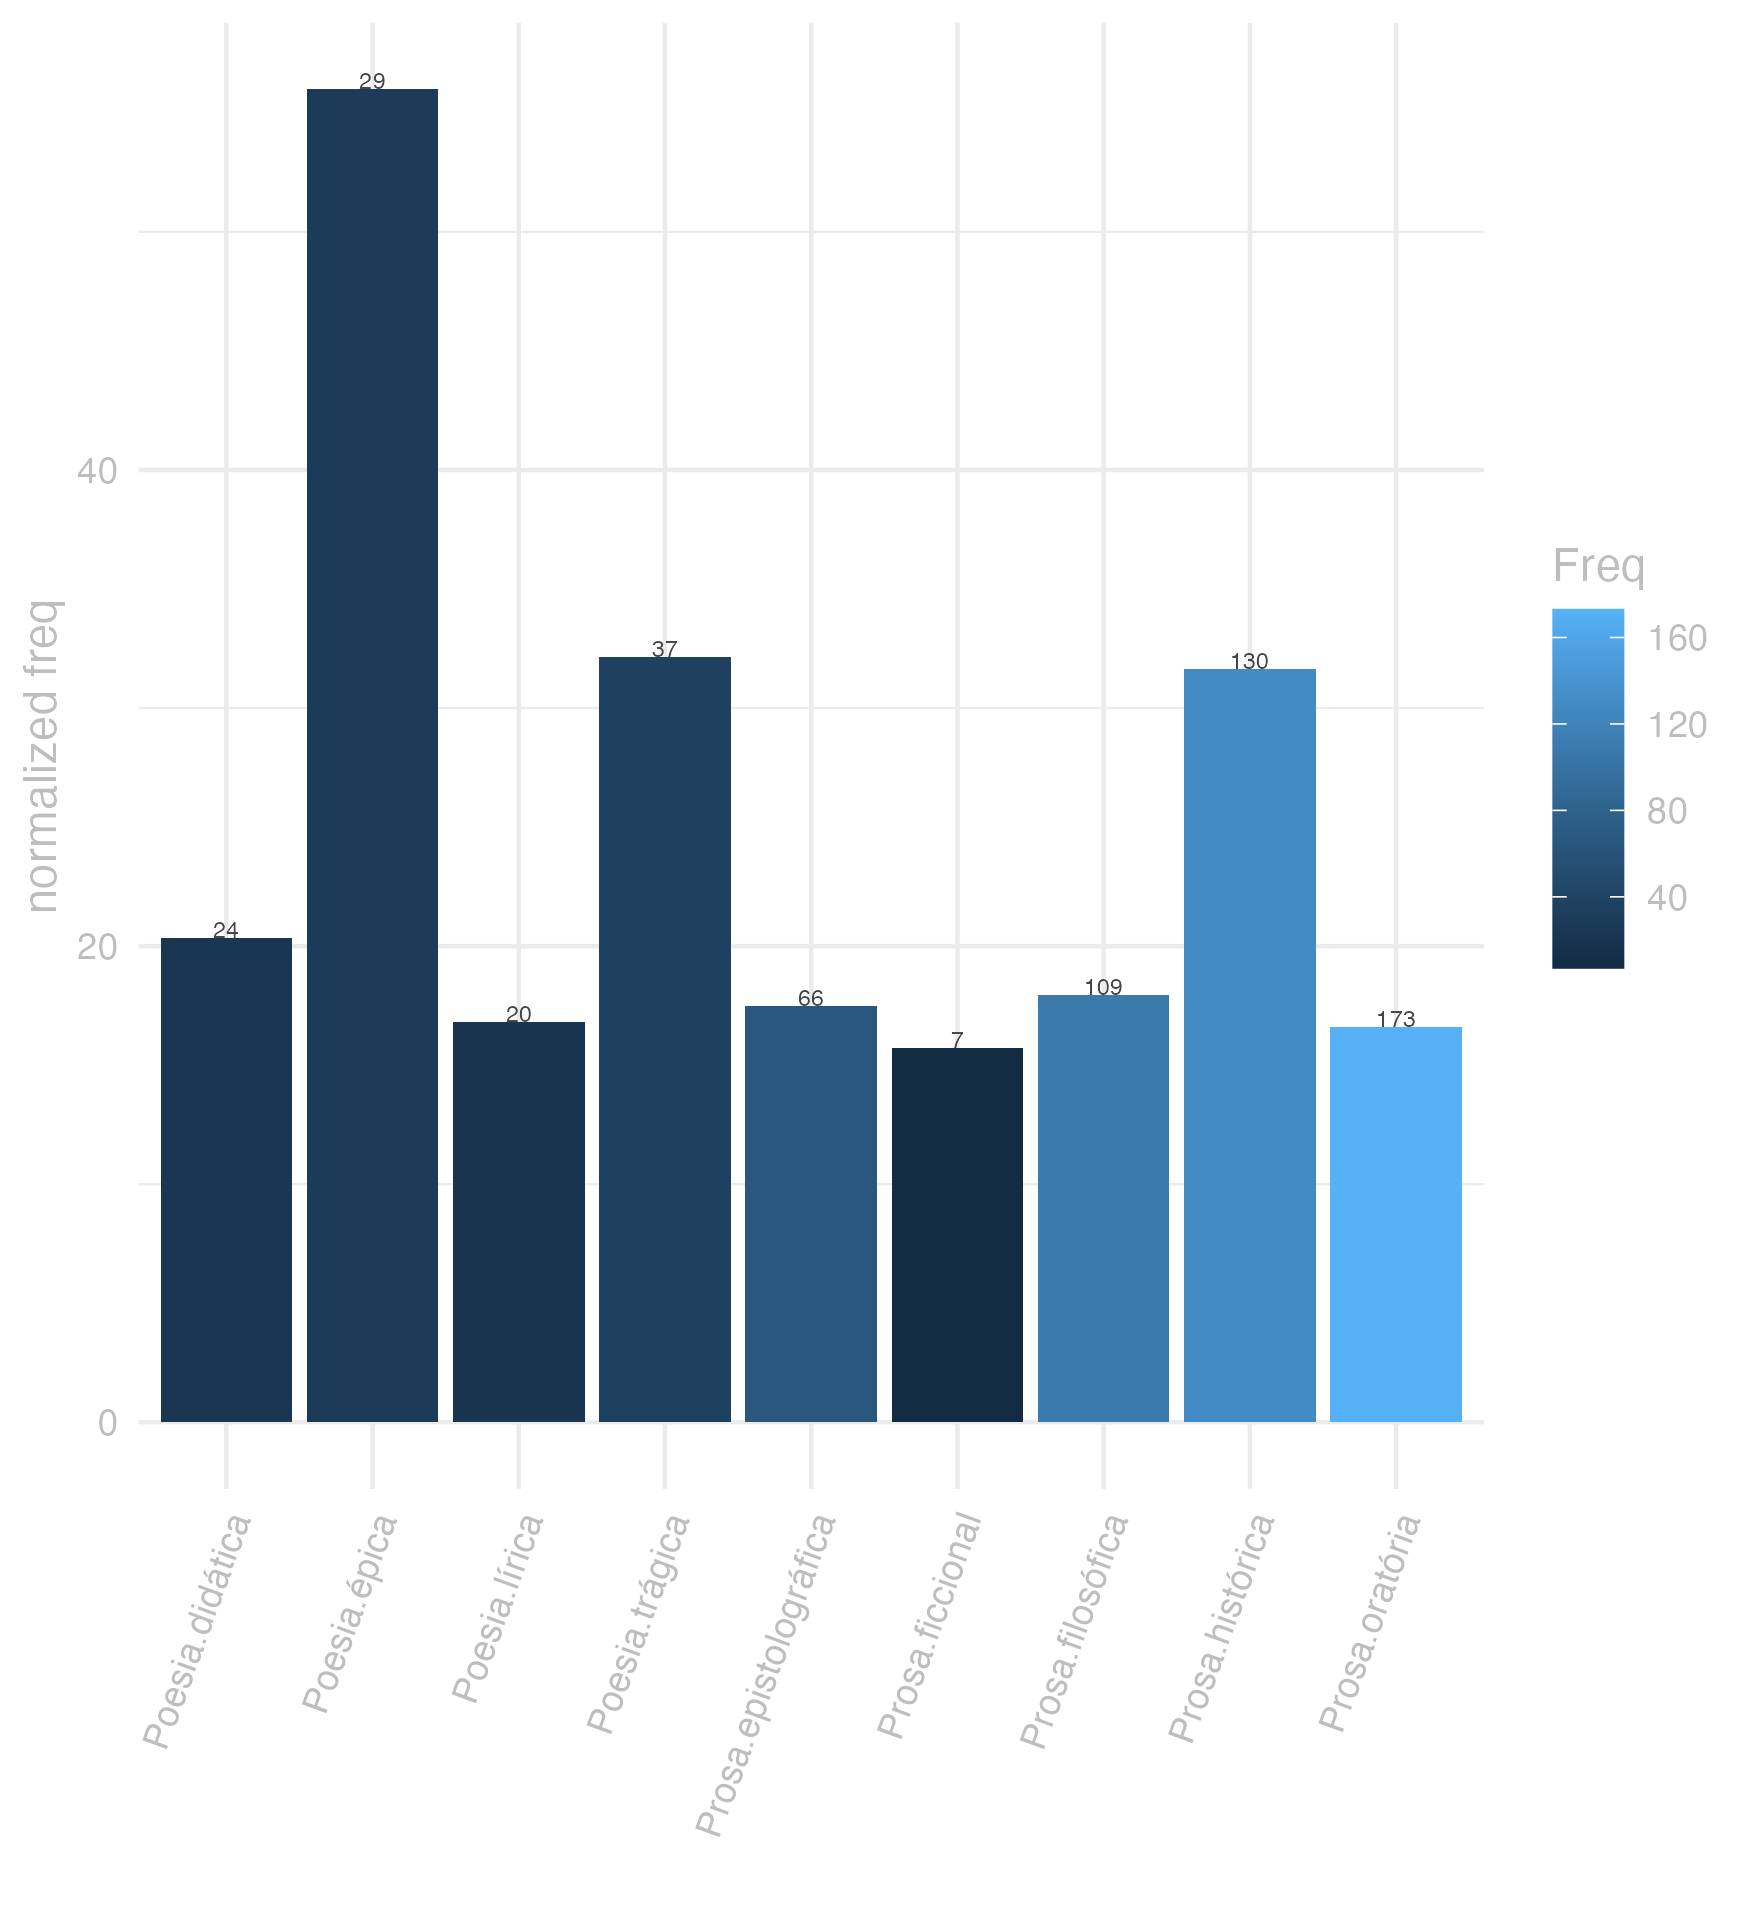 normalized freq
40
20
0
24
29
20
37
66
7
109
130
173
Poesia.didática
Poesia.épica
Poesia.lírica
Poesia.trágica
Prosa.epistolográfica
Prosa.ficcional
Prosa.filosófica
Prosa.histórica
Prosa.oratória
Freq
160
120
80
40